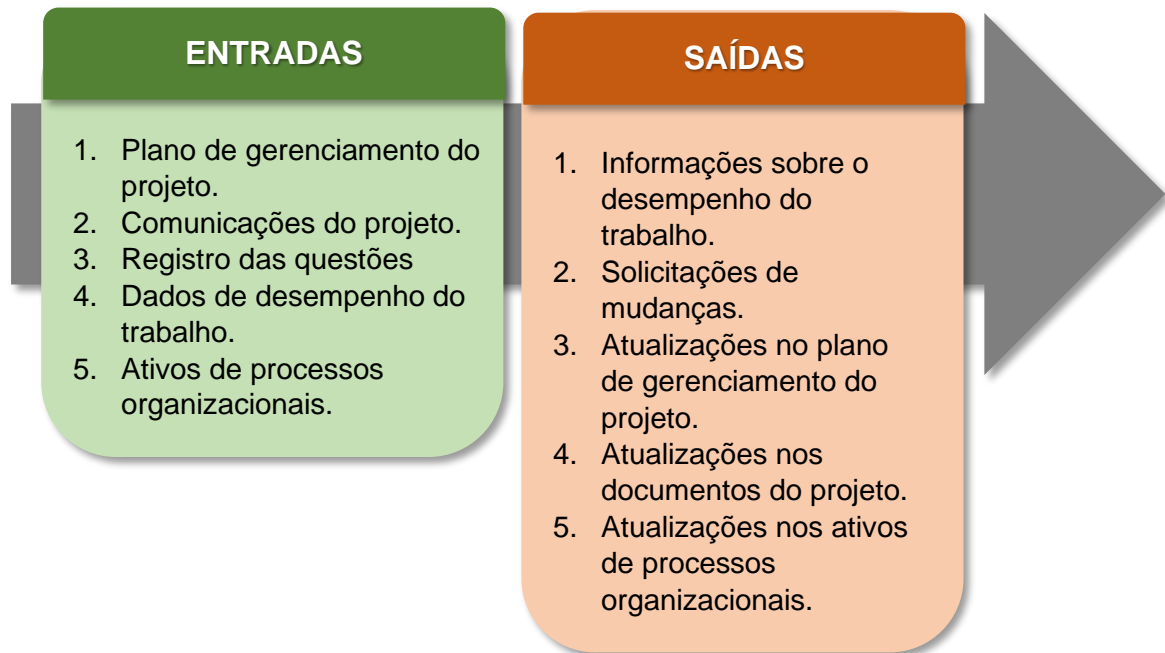 ENTRADAS
1. Plano de gerenciamento do
projeto.
2. Comunicações do projeto.
3. Registro das questões
4. Dados de desempenho do
trabalho.
5. Ativos de processos
organizacionais.
SAÍDAS
1. Informações sobre o
desempenho do
trabalho.
2. Solicitações de
mudanças.
3. Atualizações no plano
de gerenciamento do
projeto.
4. Atualizações nos
documentos do projeto.
5. Atualizações nos ativos
de processos
organizacionais.